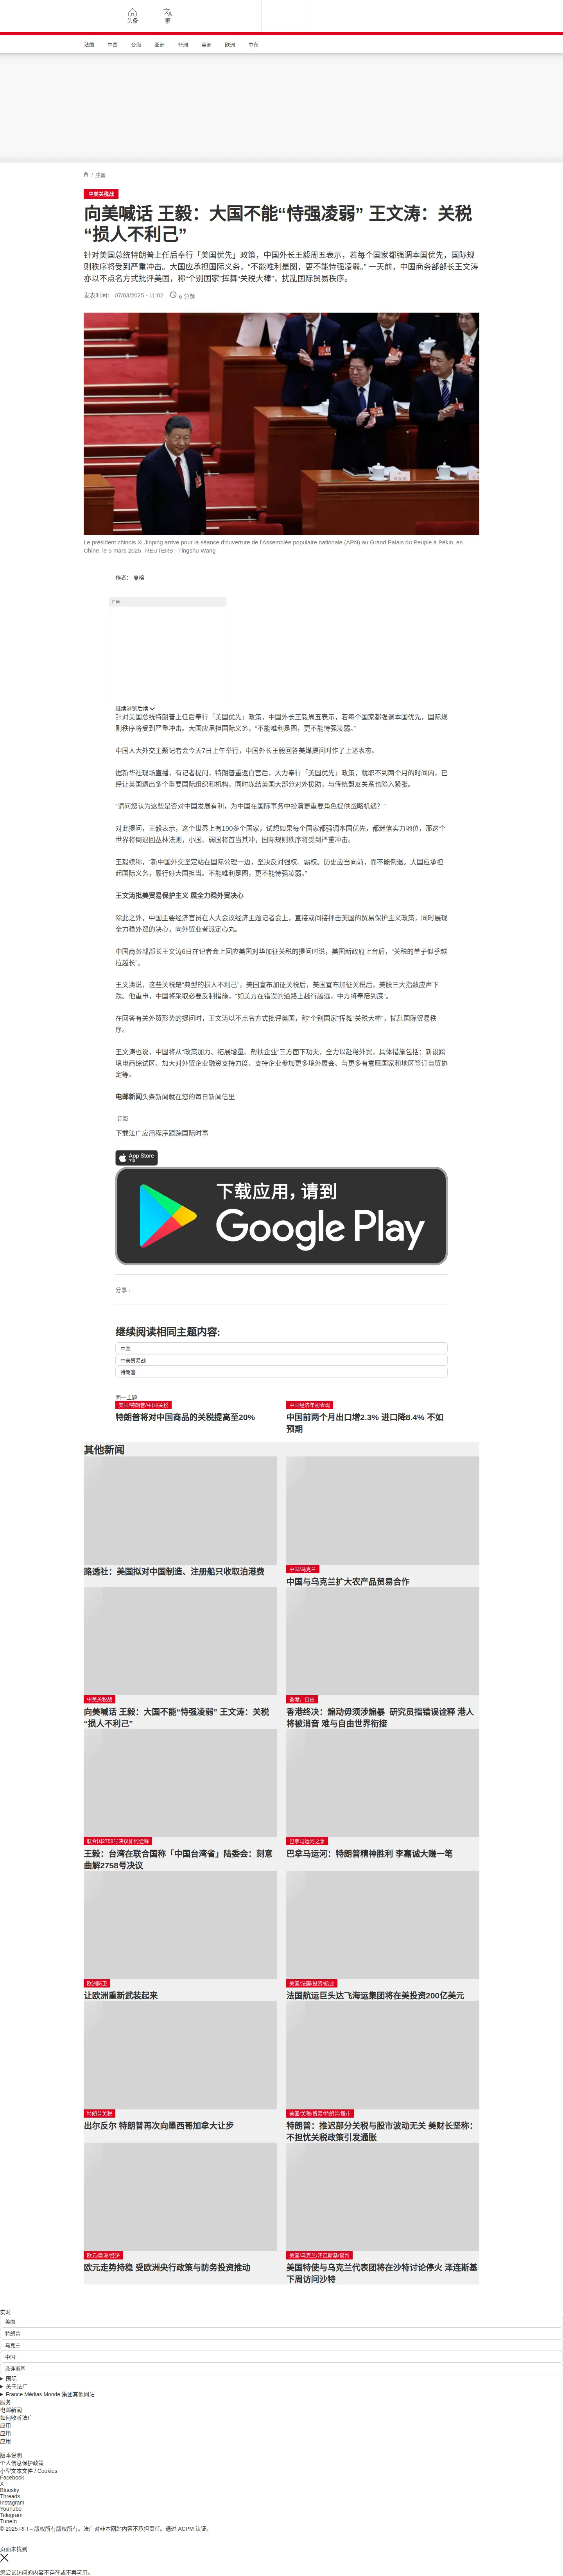 头条
繁
法国
中国
台海
亚洲
非洲
美洲
欧洲
中东
/ 中国
中美关税战
向美喊话 王毅：大国不能“恃强凌弱” 王文涛：关税
“损人不利己”
针对美国总统特朗普上任后奉行「美国优先」政策，中国外长王毅周五表示，若每个国家都强调本国优先，国际规
则秩序将受到严重冲击。大国应承担国际义务，“不能唯利是图，更不能恃强凌弱。” 一天前，中国商务部部长王文涛
亦以不点名方式批评美国，称“个别国家”挥舞“关税大棒”，扰乱国际贸易秩序。
发表时间： 07/03/2025 - 11:02
6 分钟
Le président chinois Xi Jinping arrive pour la séance d'ouverture de l'Assemblée populaire nationale (APN) au Grand Palais du Peuple à Pékin, en
Chine, le 5 mars 2025. REUTERS - Tingshu Wang
作者： 夏榕
广告
继续浏览后续
针对美国总统特朗普上任后奉行「美国优先」政策，中国外长王毅周五表示，若每个国家都强调本国优先，国际规
则秩序将受到严重冲击。大国应承担国际义务，“不能唯利是图，更不能恃强凌弱。”
中国人大外交主题记者会今天7日上午举行，中国外长王毅回答美媒提问时作了上述表态。
据新华社现场直播，有记者提问，特朗普重返白宫后，大力奉行「美国优先」政策，就职不到两个月的时间内，已
经让美国退出多个重要国际组织和机构，同时冻结美国大部分对外援助，与传统盟友关系也陷入紧张。
“请问您认为这些是否对中国发展有利，为中国在国际事务中扮演更重要角色提供战略机遇？”
对此提问，王毅表示，这个世界上有190多个国家，试想如果每个国家都强调本国优先，都迷信实力地位，那这个
世界将倒退回丛林法则，小国、弱国将首当其冲，国际规则秩序将受到严重冲击。
王毅续称，“新中国外交坚定站在国际公理一边，坚决反对强权、霸权。历史应当向前，而不能倒退。大国应承担
起国际义务，履行好大国担当。不能唯利是图，更不能恃强凌弱。”
王文涛批美贸易保护主义 展全力稳外贸决心
除此之外，中国主要经济官员在人大会议经济主题记者会上，直接或间接抨击美国的贸易保护主义政策，同时展现
全力稳外贸的决心，向外贸业者派定心丸。
中国商务部部长王文涛6日在记者会上回应美国对华加征关税的提问时说，美国新政府上台后，“关税的单子似乎越
拉越长”。
王文涛说，这些关税是“典型的损人不利己”。美国宣布加征关税后，美国宣布加征关税后，美股三大指数应声下
跌。他重申，中国将采取必要反制措施，“如美方在错误的道路上越行越远，中方将奉陪到底”。
在回答有关外贸形势的提问时，王文涛以不点名方式批评美国，称“个别国家”挥舞“关税大棒”，扰乱国际贸易秩
序。
王文涛也说，中国将从“政策加力、拓展增量、帮扶企业”三方面下功夫，全力以赴稳外贸，具体措施包括：新设跨
境电商综试区、加大对外贸企业融资支持力度、支持企业参加更多境外展会、与更多有意愿国家和地区签订自贸协
定等。
电邮新闻头条新闻就在您的每日新闻信里
订阅
下载法广应用程序跟踪国际时事
App Store
下载
下载应用，请到
Google Play
分享 :
继续阅读相同主题内容:
中国
中美贸易战
特朗普
同一主题
美国/特朗普/中国/关税
特朗普将对中国商品的关税提高至20%
中国经济年初表现
中国前两个月出口增2.3% 进口降8.4% 不如
预期
其他新闻
路透社：美国拟对中国制造、注册船只收取泊港费
中国/乌克兰
中国与乌克兰扩大农产品贸易合作
中美关税战
向美喊话 王毅：大国不能“恃强凌弱” 王文涛：关税
“损人不利己”
香港、自由
香港终决：煽动毋须涉煽暴 研究员指错误诠释 港人
将被消音 难与自由世界衔接
联合国2758号决议如何诠释
王毅：台湾在联合国称「中国台湾省」陆委会：刻意
曲解2758号决议
巴拿马运河之争
巴拿马运河：特朗普精神胜利 李嘉诚大赚一笔
欧洲防卫
让欧洲重新武装起来
美国/法国/投资/船业
法国航运巨头达飞海运集团将在美投资200亿美元
特朗普关税
出尔反尔 特朗普再次向墨西哥加拿大让步
美国/关税/贸易/特朗普/股市
特朗普：推迟部分关税与股市波动无关 美财长坚称：
不担忧关税政策引发通胀
欧元/欧洲/经济
欧元走势持稳 受欧洲央行政策与防务投资推动
美国/乌克兰/泽连斯基/谈判
美国特使与乌克兰代表团将在沙特讨论停火 泽连斯基
下周访问沙特
实时
美国
特朗普
乌克兰
中国
泽连斯基
国际
关于法广
France Médias Monde 集团其他网站
服务
电邮新闻
如何收听法广
应用
应用
应用
版本说明
个人信息保护政策
小型文本文件 / Cookies
Facebook
X
Bluesky
Threads
Instagram
YouTube
Telegram
TuneIn
© 2025 RFI – 版权所有版权所有。法广对非本网站内容不承担责任。通过 ACPM 认证。
页面未找到
您尝试访问的内容不存在或不再可用。